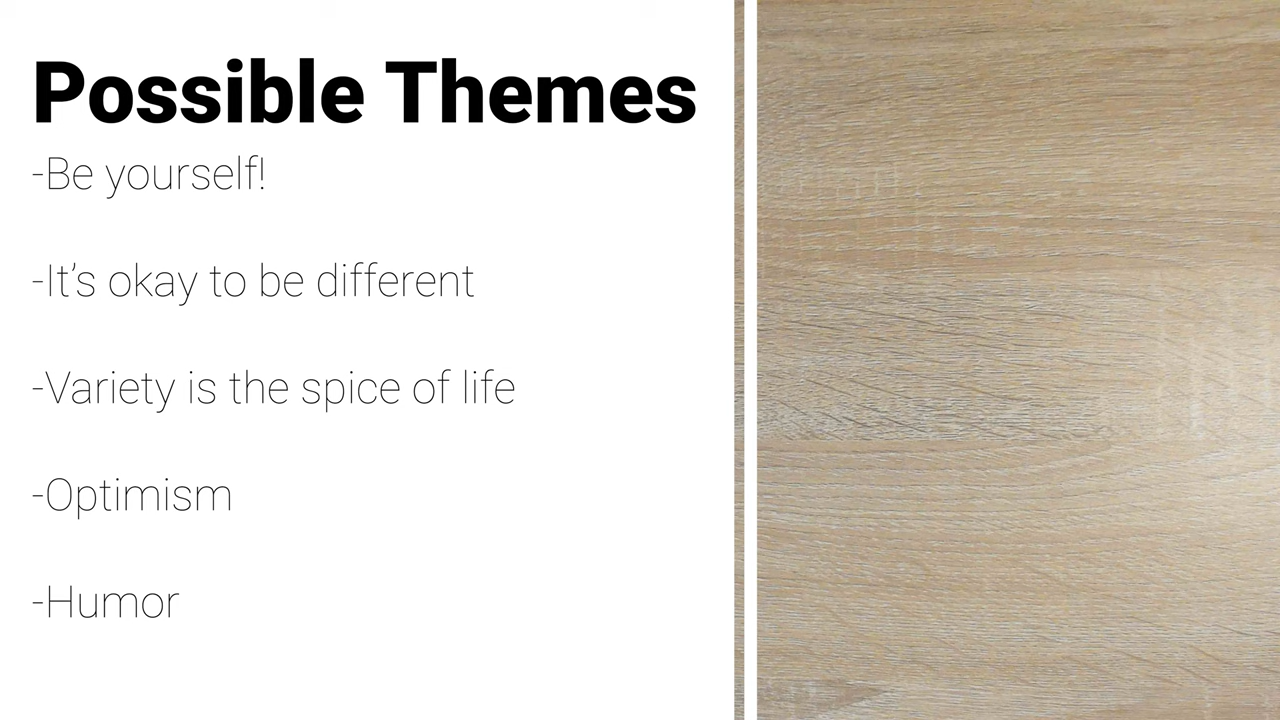 Possible Themes
-Be yourself!
-It’s okay to be different
-Variety is the spice of life
-Optimism
-Humor